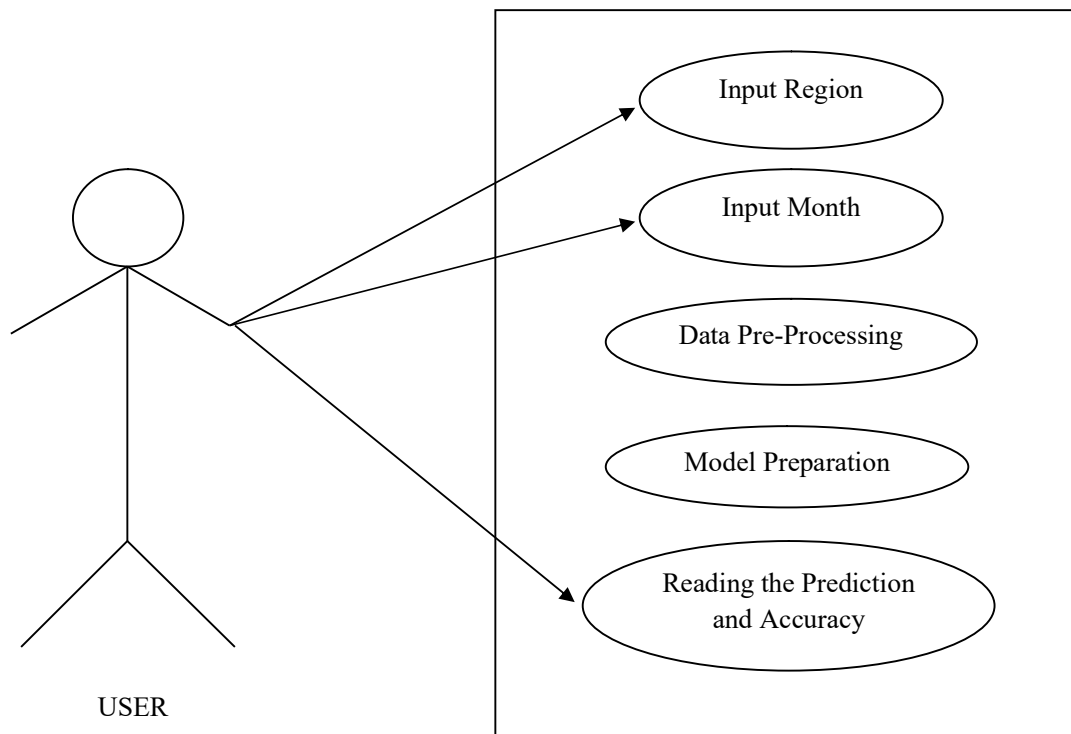 Input Region
Input Month
Data Pre-Processing
Model Preparation
Reading the Prediction
and Accuracy
USER